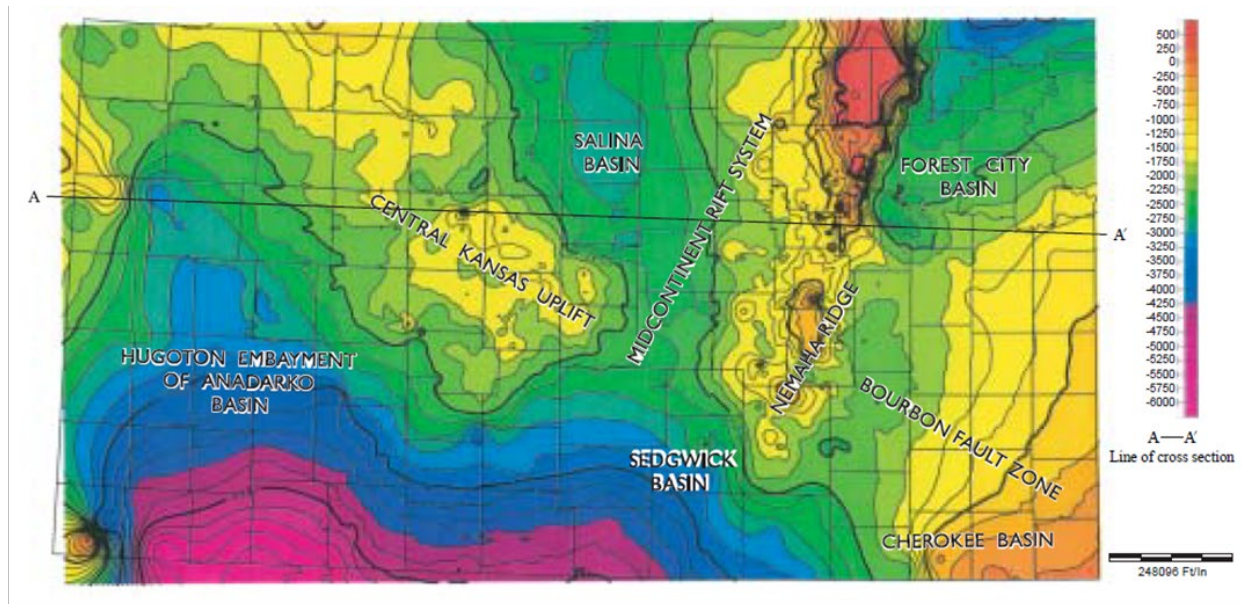 500
250
0
-250
-500
-750
-1000
-1250
-1500
-1750
-2000
-2250
-2500
-2750
-3000
-3250
-3500
-3750
-4000
-4250
-4500
-4750
-5000
-5250
-5500
-5750
-6000
SALINA
BASIN
MIDCONTINENT RIFT SYSTEM
FOREST CITY
BASIN
A
A′
CENTRAL KANSAS UPLIFT
HUGOTON EMBAYMENT
OF ANADARKO
BASIN
NEMAHA RIDGE
BOURBON FAULT ZONE
SEDGWICK
BASIN
CHEROKEE BASIN
A—A′
Line of cross section
248096 Ft/In